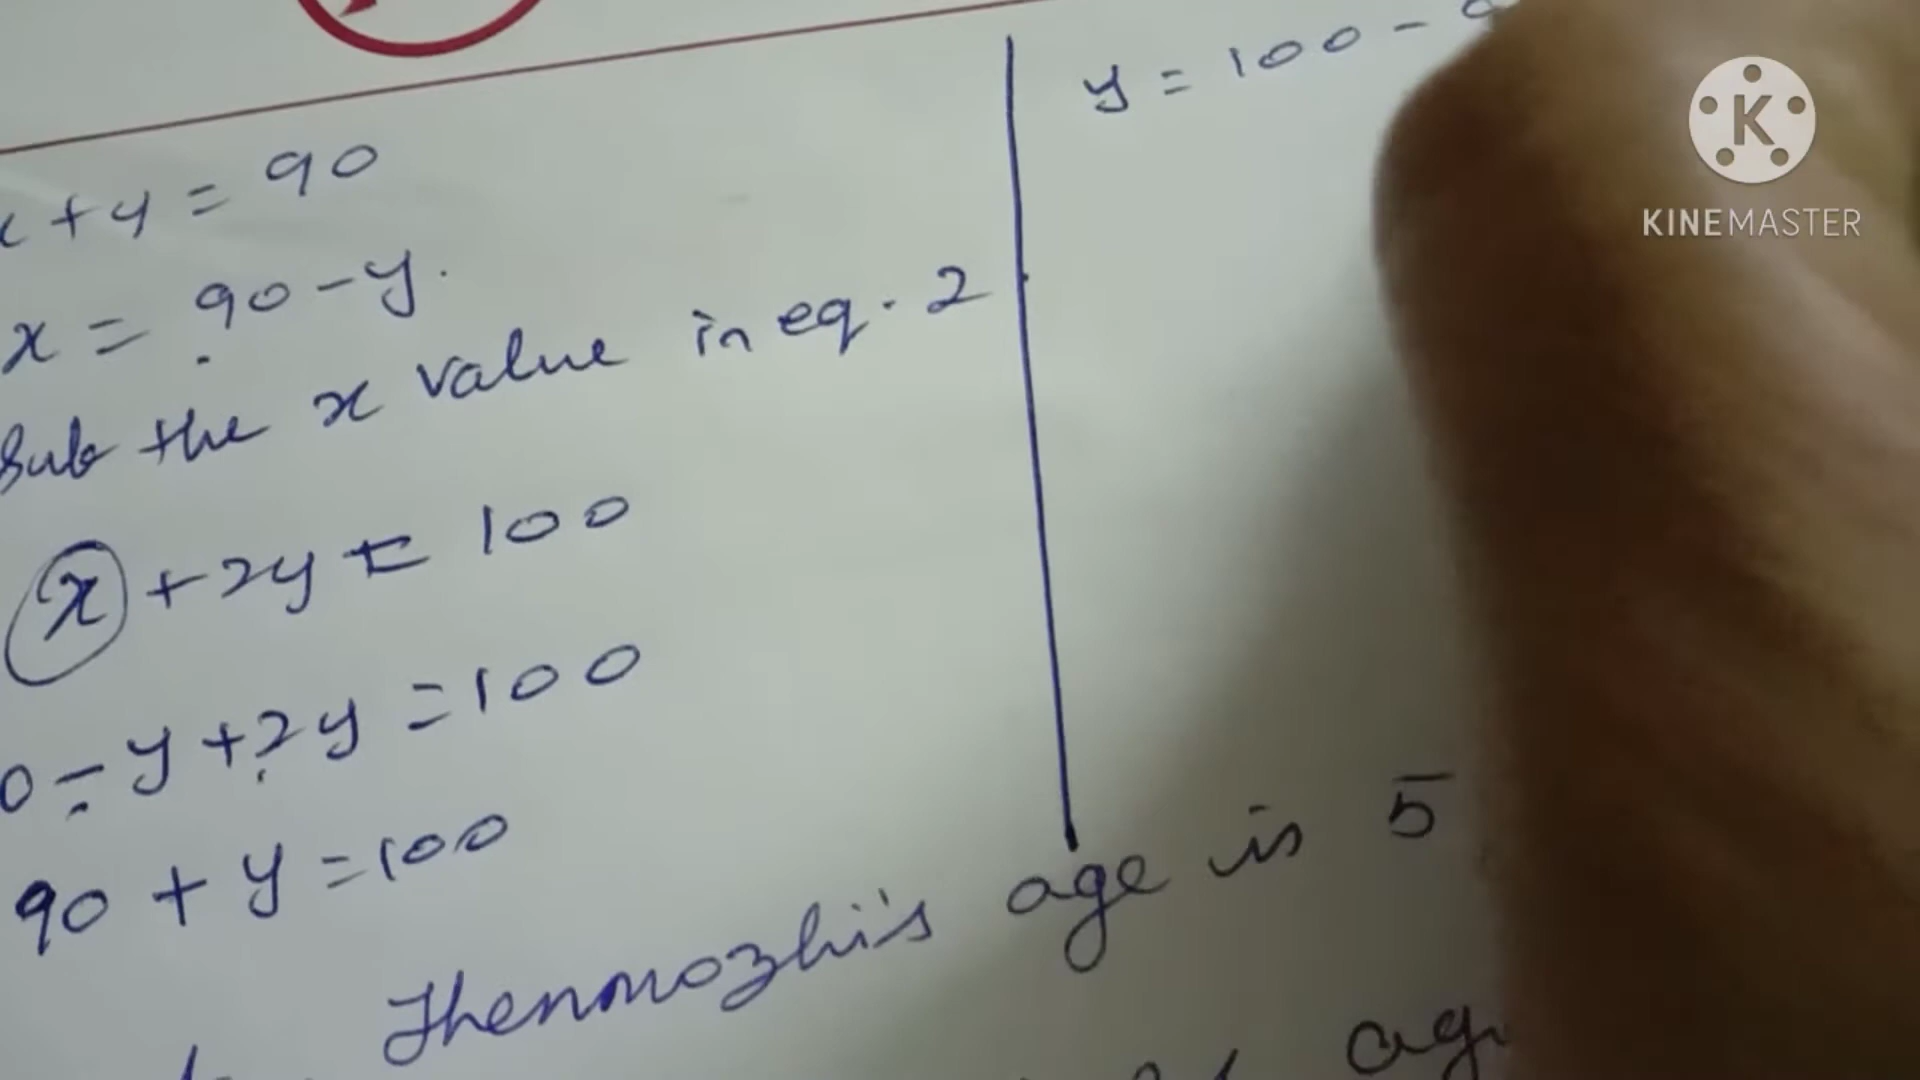 x + y = 90
x = 90 - y.
Sub the x value in eq. 2
x + 2y = 100
0 - y + 2y = 100
90 + y = 100
y = 100 -
Thenmozhi's age is 5
age
K
KINEMASTER